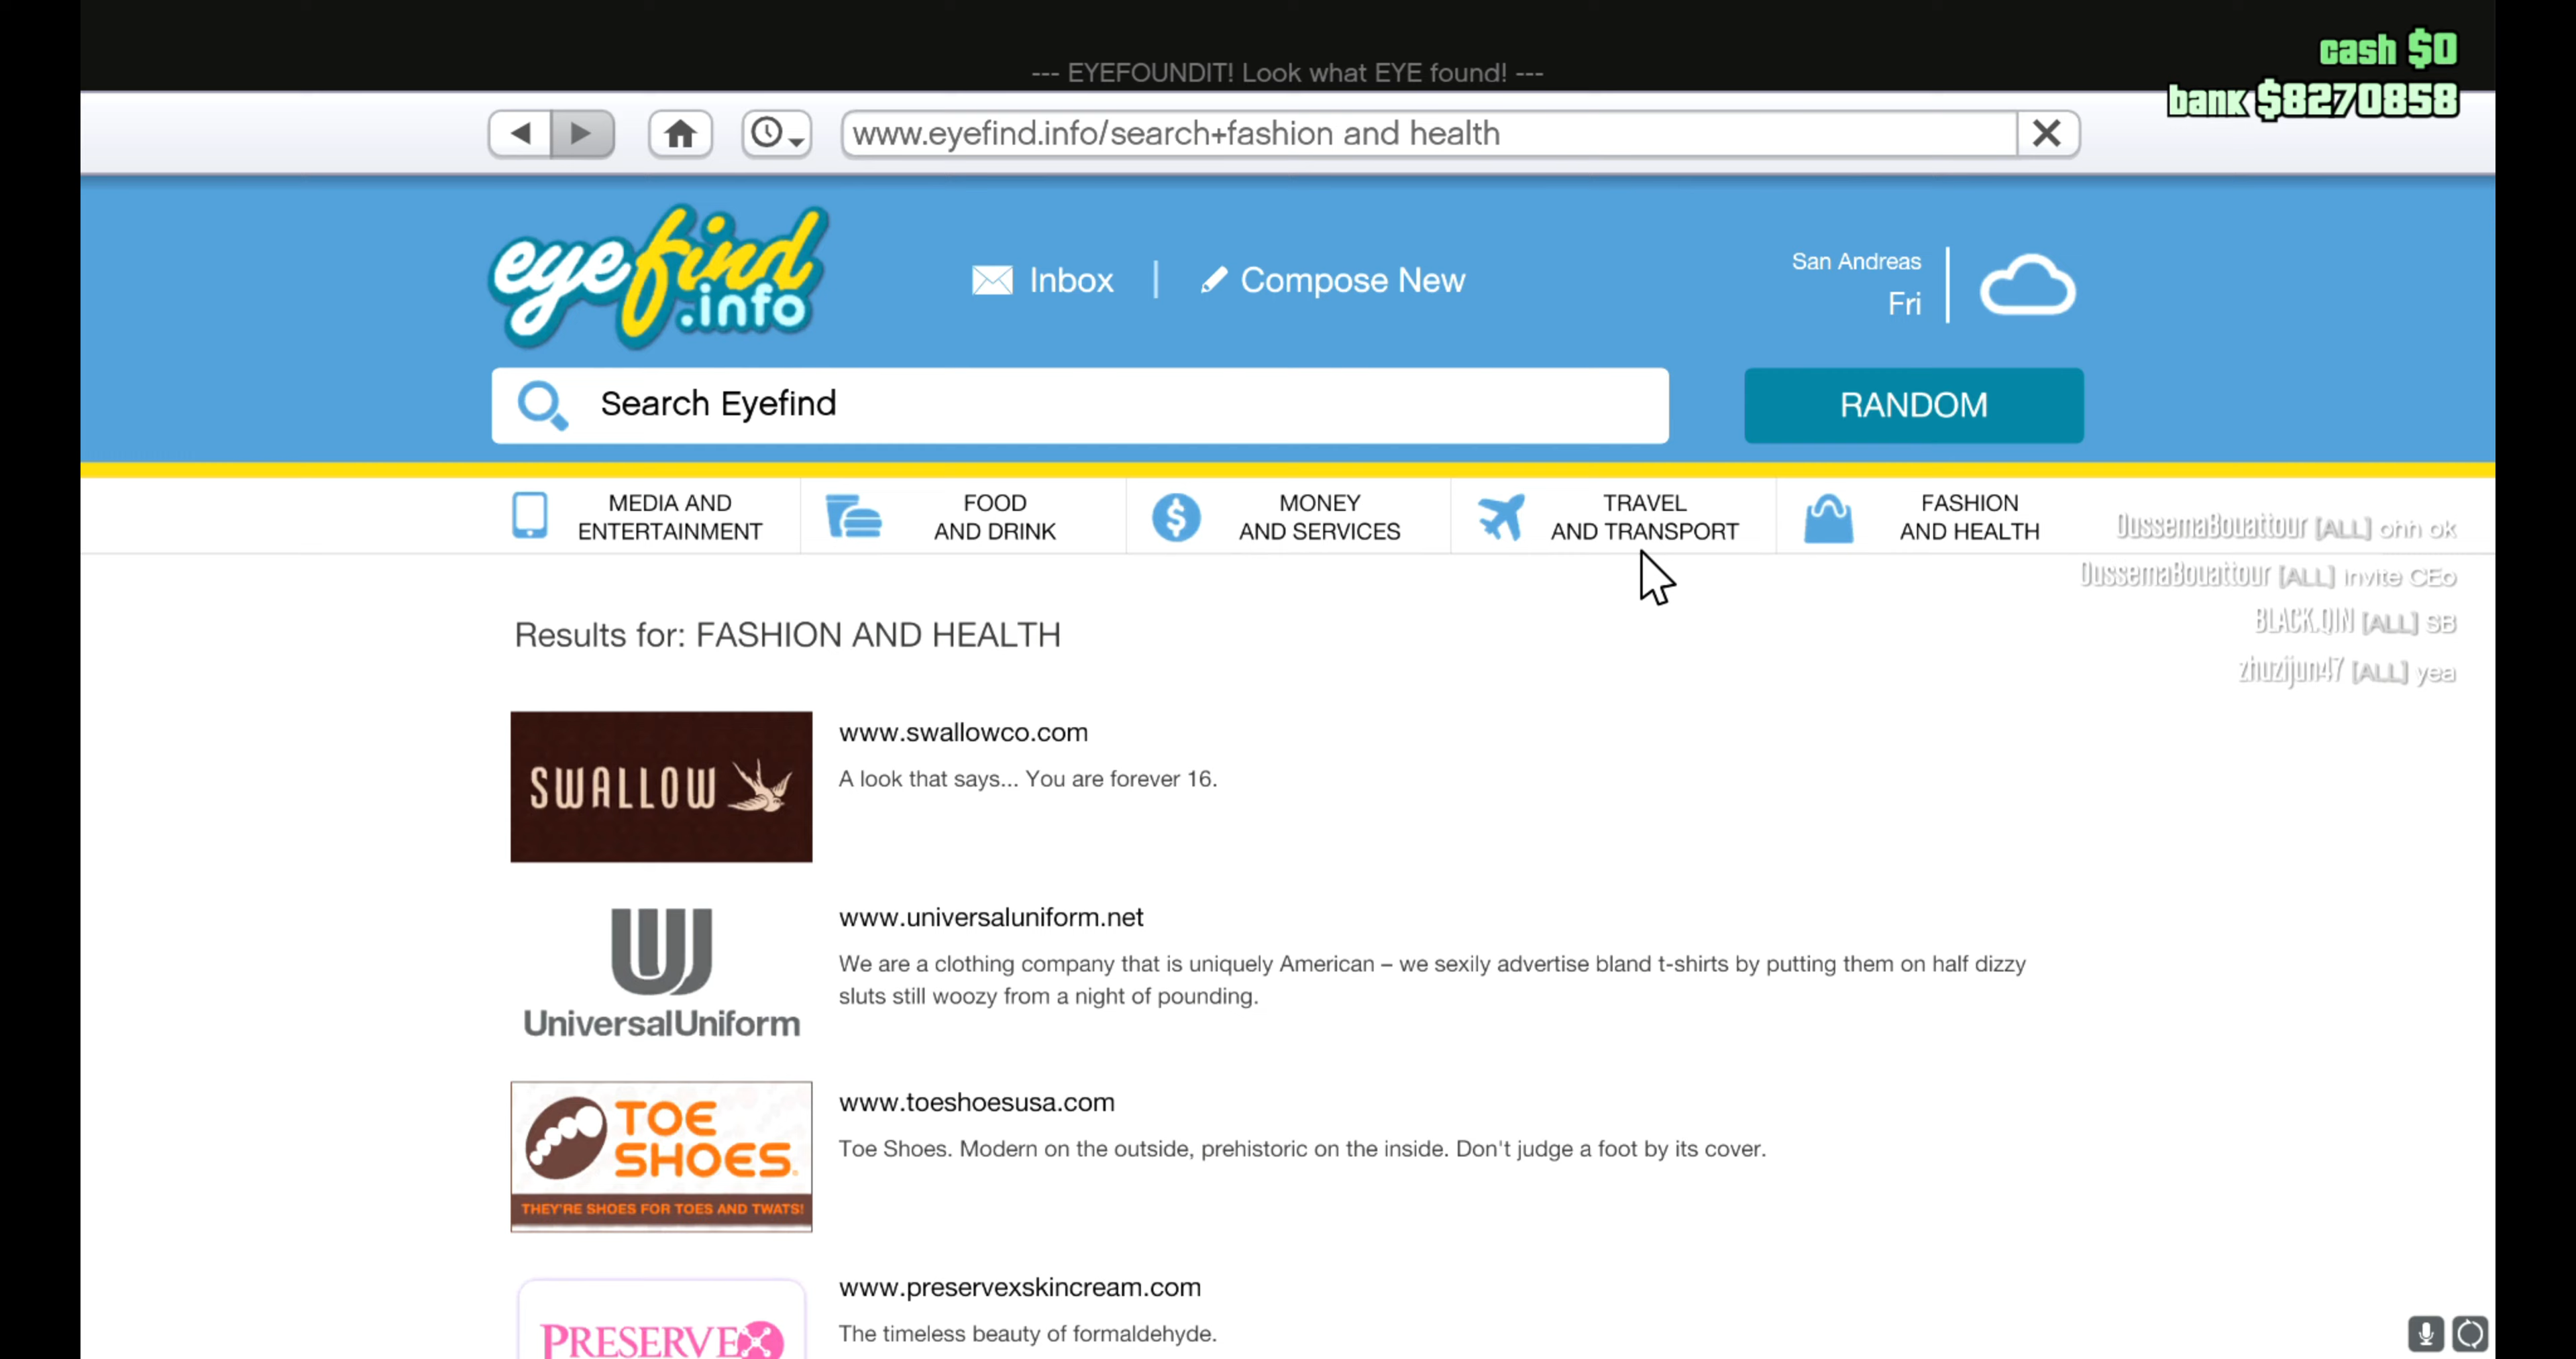 cash $0
--- EYEFOUNDIT! Look what EYE found! ---
bank $8270858
www.eyefind.info/search+fashion and health
eyefind
.info
Inbox
Compose New
San Andreas
Fri
Search Eyefind
RANDOM
MEDIA AND
ENTERTAINMENT
FOOD
AND DRINK
MONEY
AND SERVICES
TRAVEL
AND TRANSPORT
FASHION
AND HEALTH
OussemaBouattour [ALL] ohh ok
OussemaBouattour [ALL] Invite CEo
BLACK.QIN [ALL] SB
zhuzijun47 [ALL] yea
Results for: FASHION AND HEALTH
SWALLOW
www.swallowco.com
A look that says... You are forever 16.
UniversalUniform
www.universaluniform.net
We are a clothing company that is uniquely American – we sexily advertise bland t-shirts by putting them on half dizzy
sluts still woozy from a night of pounding.
TOE
SHOES.
THEY'RE SHOES FOR TOES AND TWATS!
www.toeshoesusa.com
Toe Shoes. Modern on the outside, prehistoric on the inside. Don't judge a foot by its cover.
PRESERVEX
www.preservexskincream.com
The timeless beauty of formaldehyde.